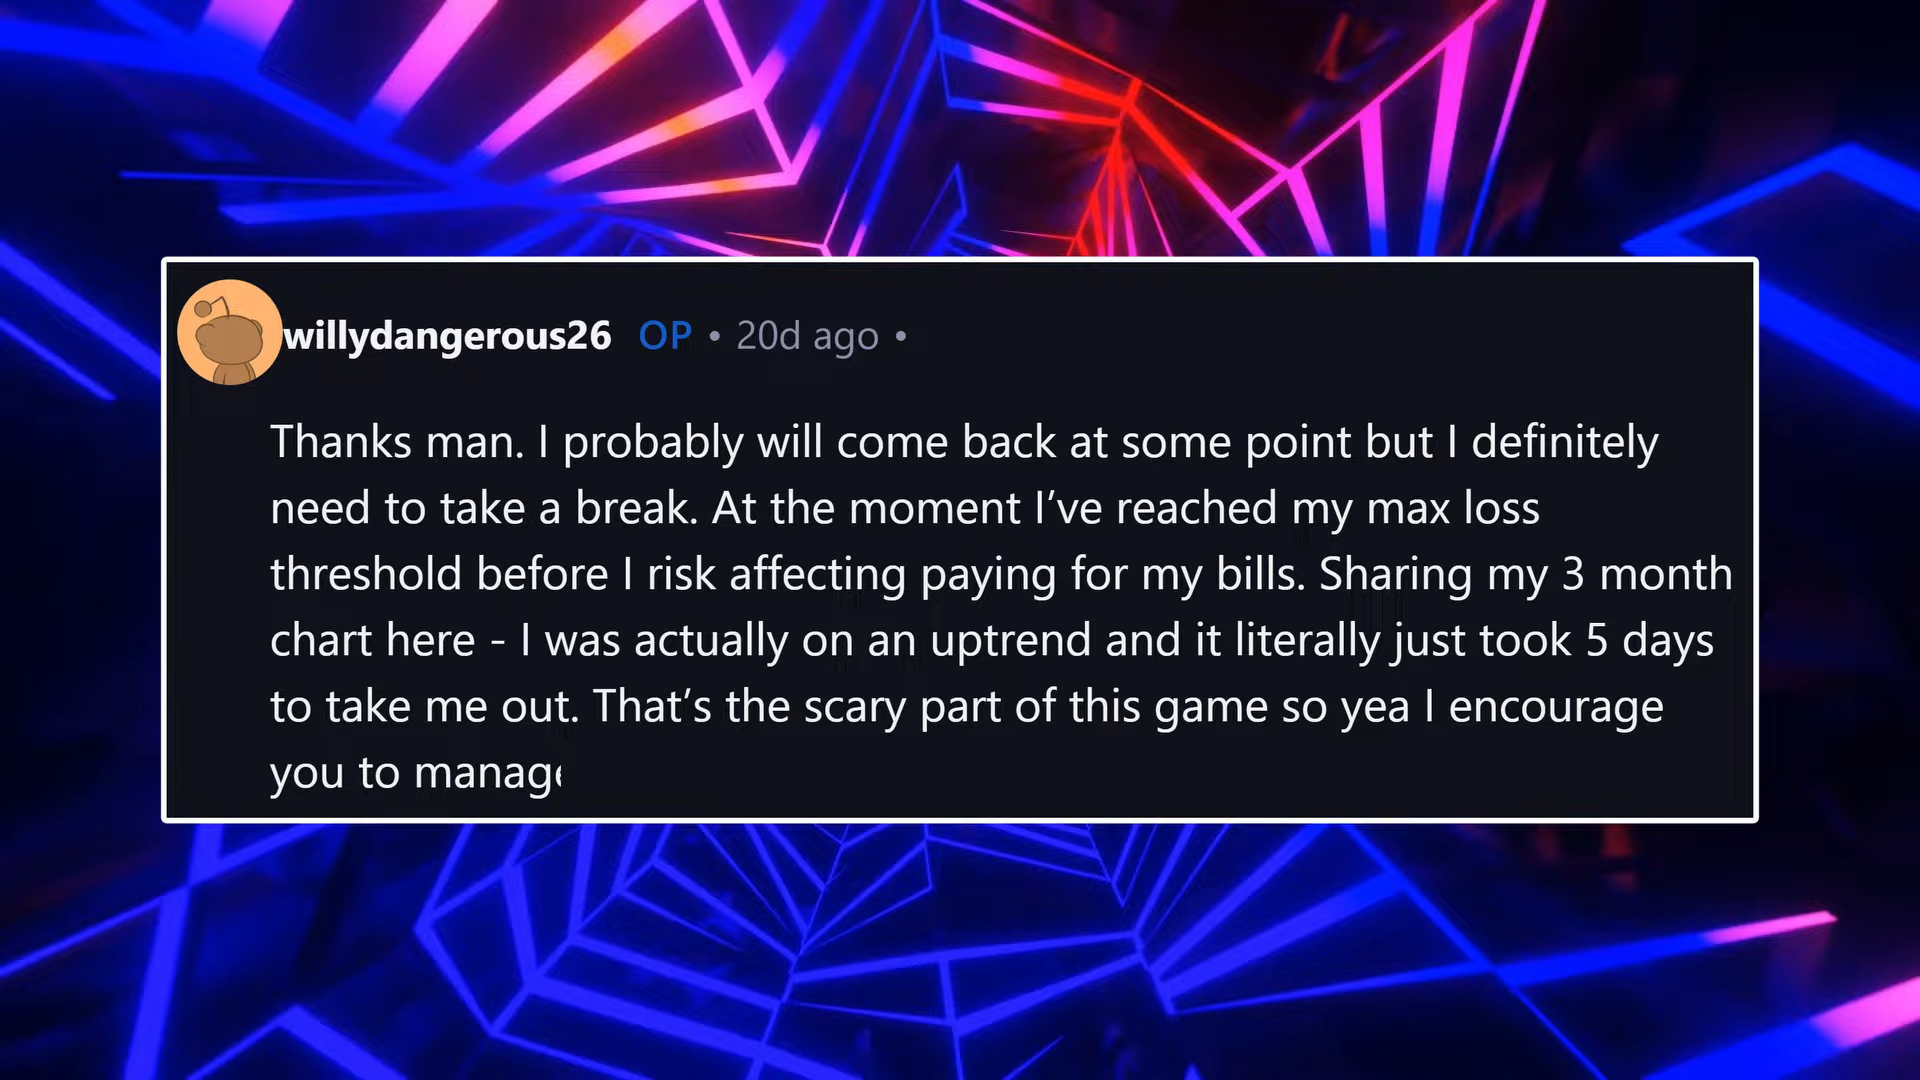 willydangerous26 OP • 20d ago •
Thanks man. I probably will come back at some point but I definitely
need to take a break. At the moment I’ve reached my max loss
threshold before I risk affecting paying for my bills. Sharing my 3 month
chart here - I was actually on an uptrend and it literally just took 5 days
to take me out. That’s the scary part of this game so yea I encourage
you to manage